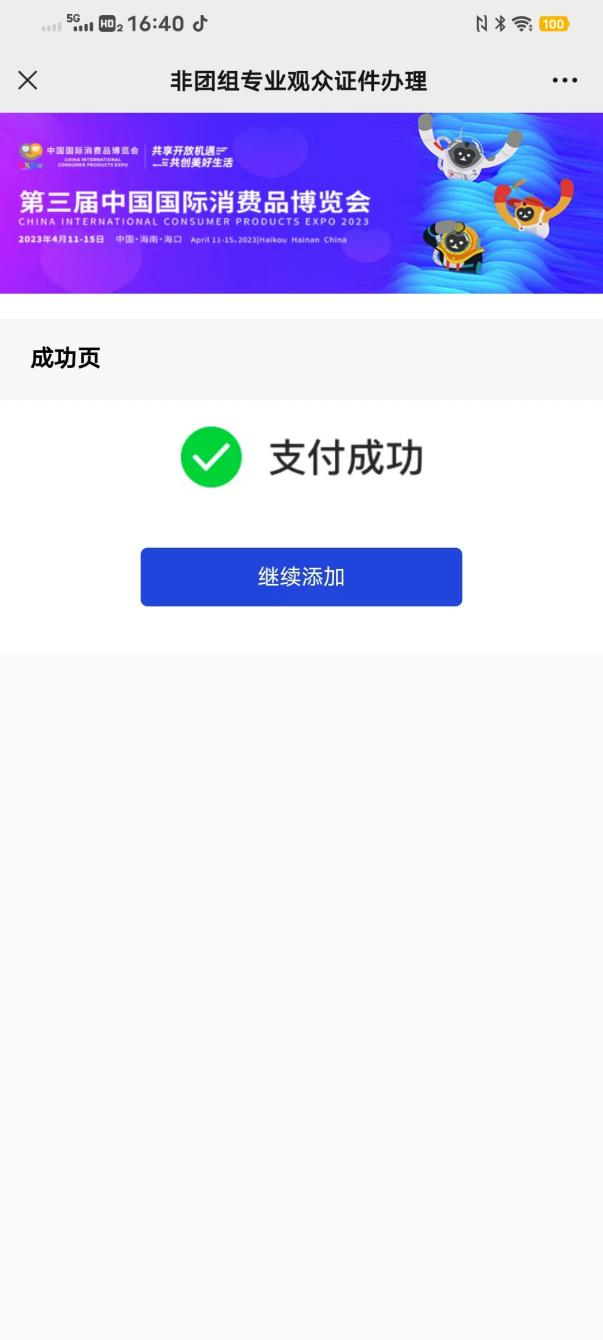 5G HD 2 16:40 100
非团组专业观众证件办理
中国国际消费品博览会
CHINA INTERNATIONAL
CONSUMER PRODUCTS EXPO
共享开放机遇
共创美好生活
第三届中国国际消费品博览会
CHINA INTERNATIONAL CONSUMER PRODUCTS EXPO 2023
2023年4月11-15日 中国·海南·海口 April 11-15,2023|Haikou Hainan China
成功页
支付成功
继续添加